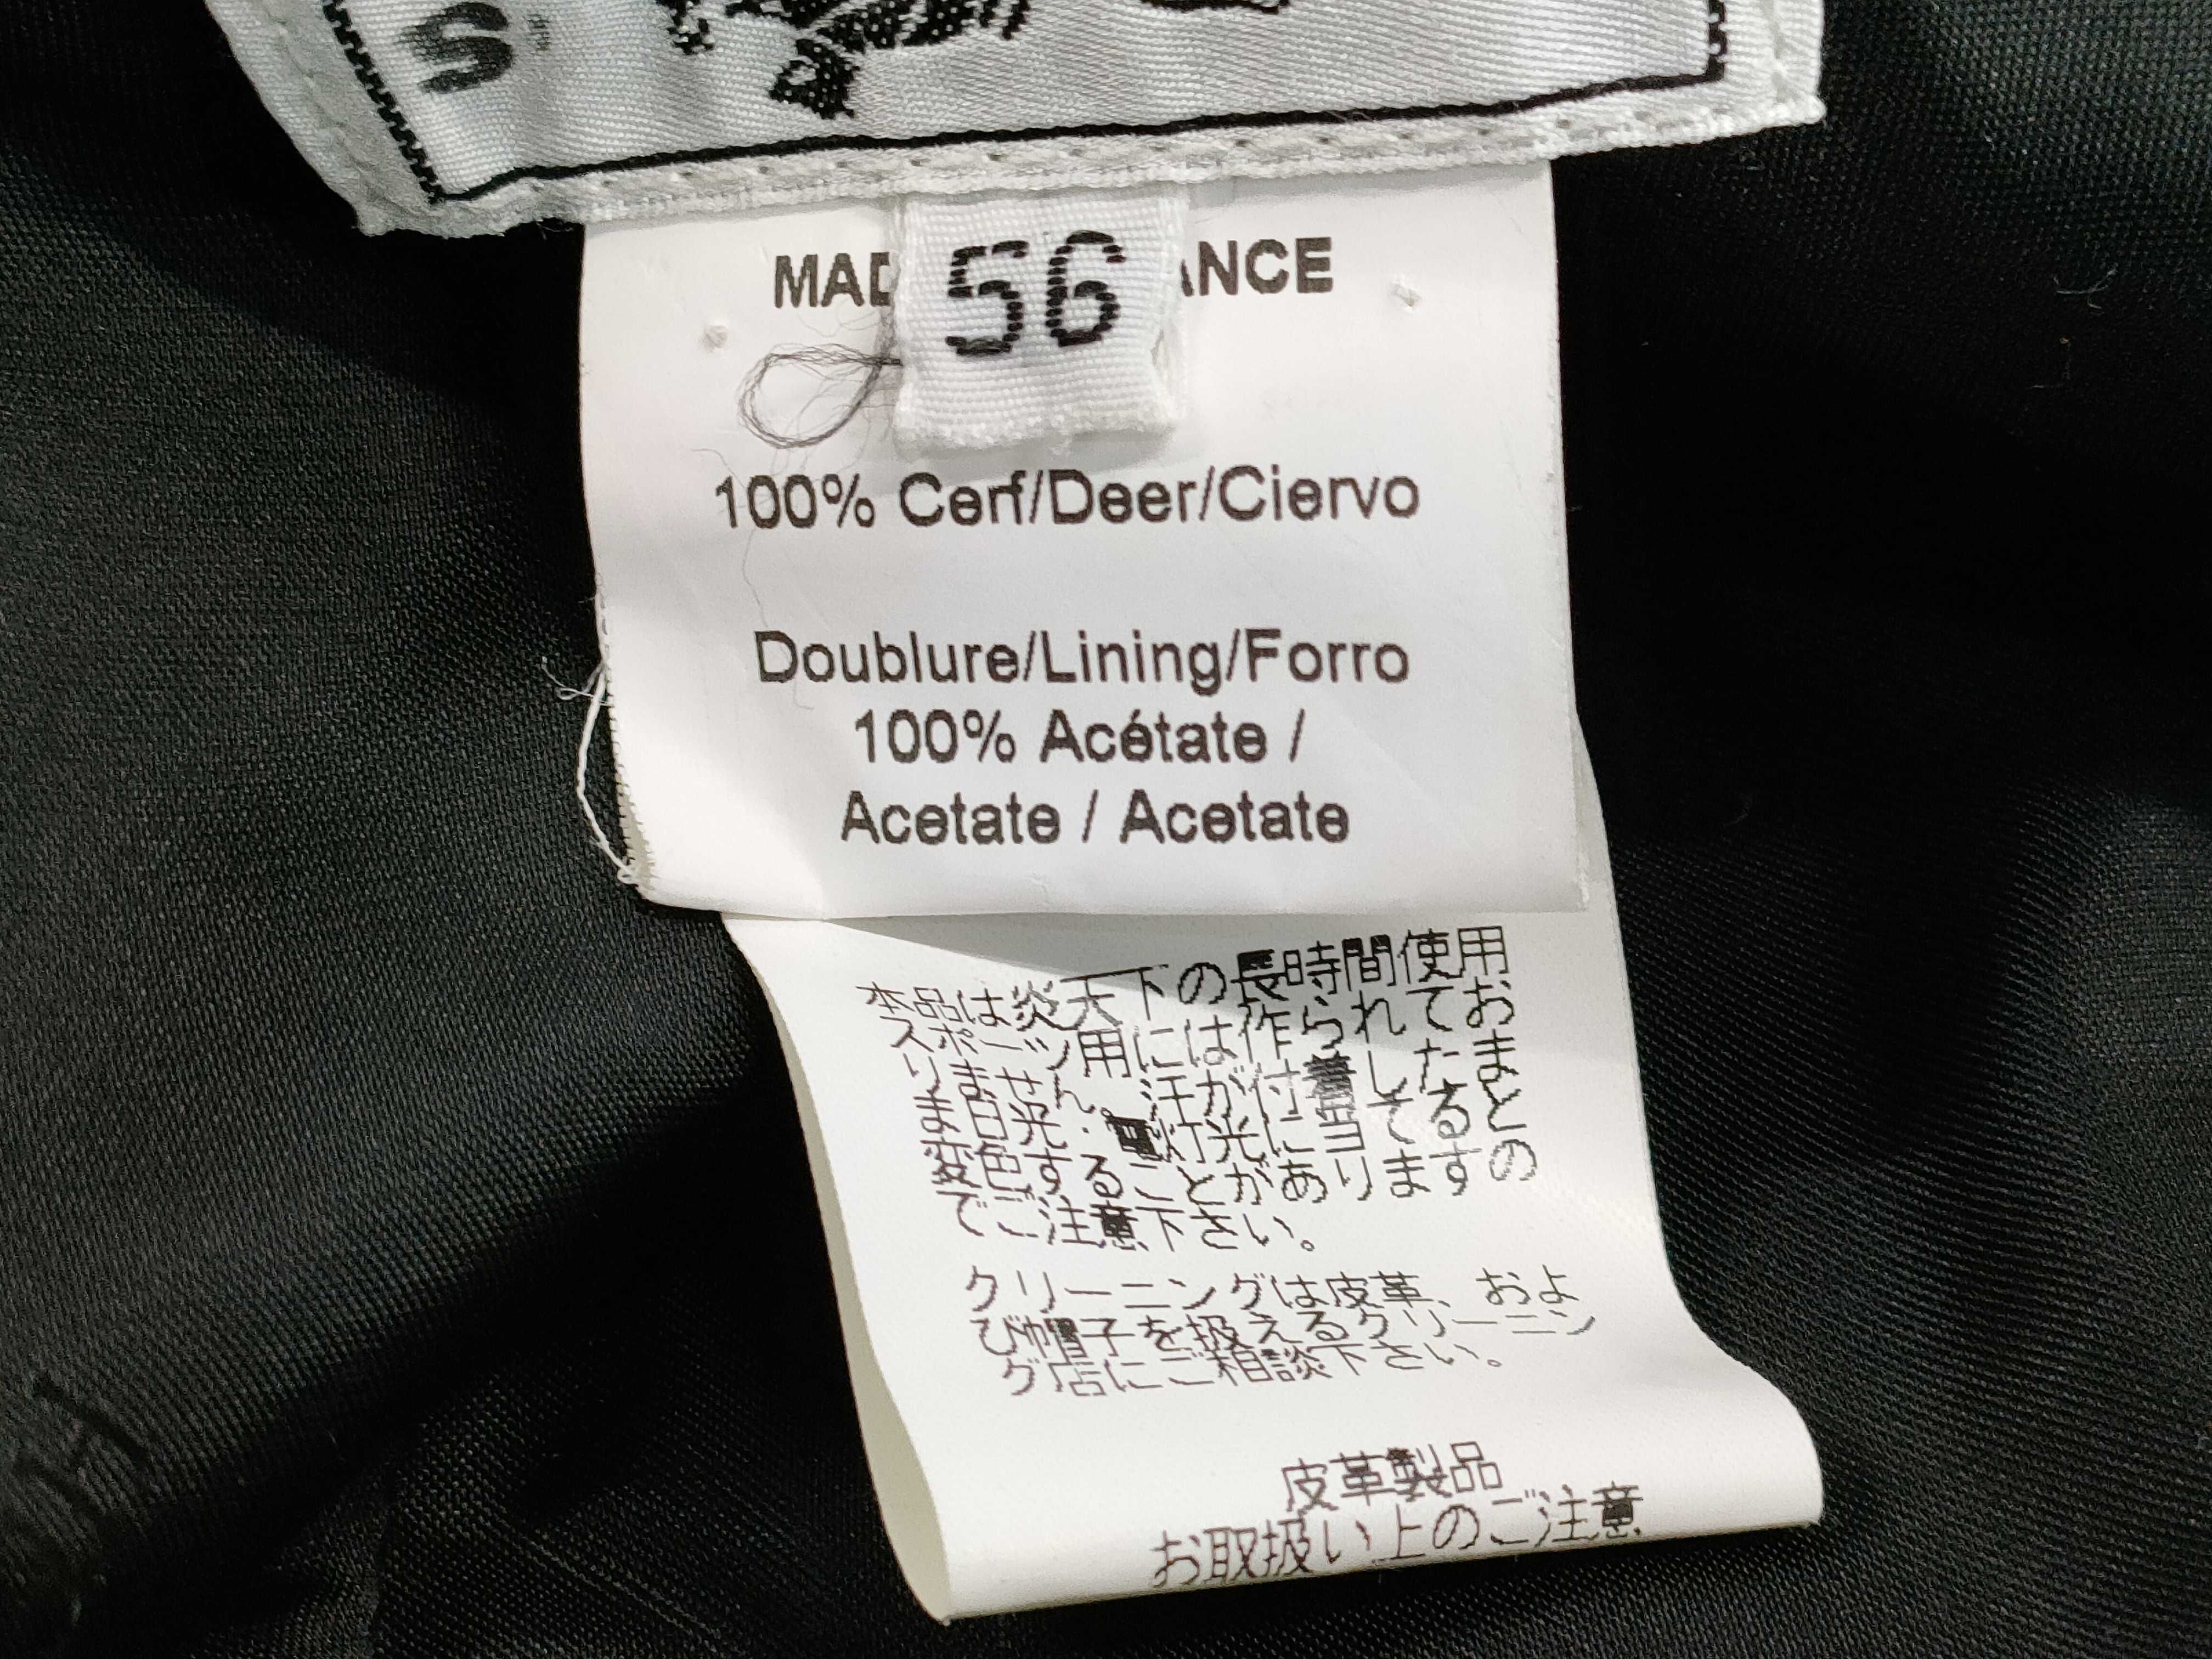 S
56
MAD ANCE
100% Cerf/Deer/Ciervo
Doublure/Lining/Forro
100% Acétate /
Acetate / Acetate
本品は炎天下の長時間使用
スポーツ用には作られてお
りません。汗が付着したま
ま日光・電灯光に当てると
変色することがありますの
でご注意下さい。
クリーニングは皮革、およ
び帽子を扱えるクリーニン
グ店にご相談下さい。
皮革製品
お取扱い上のご注意